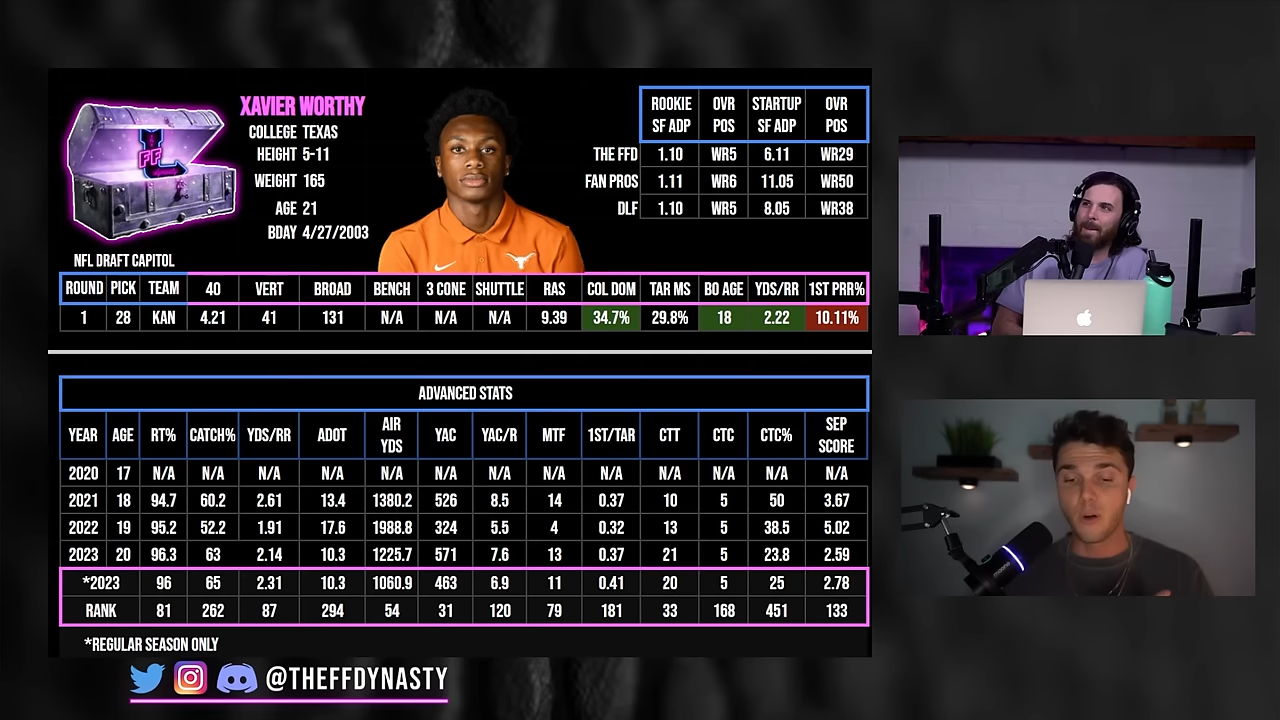 XAVIER WORTHY
COLLEGE TEXAS
HEIGHT 5-11
WEIGHT 165
AGE 21
BDAY 4/27/2003
FF
ROOKIE SF ADP OVR POS STARTUP SF ADP OVR POS
THE FFD 1.10 WR5 6.11 WR29
FAN PROS 1.11 WR6 11.05 WR50
DLF 1.10 WR5 8.05 WR38
NFL DRAFT CAPITOL
ROUND PICK TEAM 40 VERT BROAD BENCH 3 CONE SHUTTLE RAS COL DOM TAR MS BO AGE YDS/RR 1ST PRR%
1 28 KAN 4.21 41 131 N/A N/A N/A 9.39 34.7% 29.8% 18 2.22 10.11%
ADVANCED STATS
YEAR AGE RT% CATCH% YDS/RR ADOT AIR YDS YAC YAC/R MTF 1ST/TAR CTT CTC CTC% SEP SCORE
2020 17 N/A N/A N/A N/A N/A N/A N/A N/A N/A N/A N/A N/A N/A
2021 18 94.7 60.2 2.61 13.4 1380.2 526 8.5 14 0.37 10 5 50 3.67
2022 19 95.2 52.2 1.91 17.6 1988.8 324 5.5 4 0.32 13 5 38.5 5.02
2023 20 96.3 63 2.14 10.3 1225.7 571 7.6 13 0.37 21 5 23.8 2.59
*2023 96 65 2.31 10.3 1060.9 463 6.9 11 0.41 20 5 25 2.78
RANK 81 262 87 294 54 31 120 79 181 33 168 451 133
*REGULAR SEASON ONLY
@THEFFDYNASTY